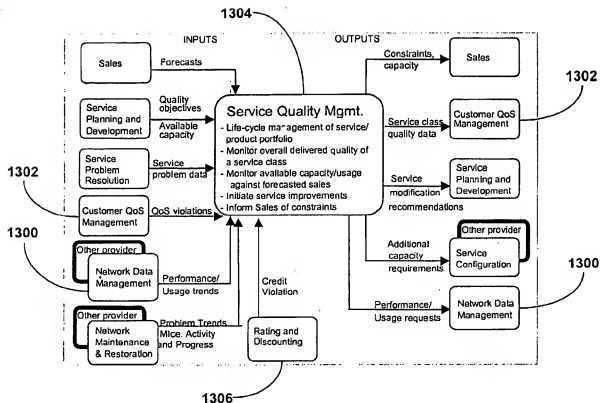 1304
INPUTS
OUTPUTS
Sales
Forecasts
Constraints,
capacity
Sales
1302
Service
Planning and
Development
Quality
objectives
Available
capacity
Service Quality Mgmt.
- Life-cycle management of service/
product portfolio
- Monitor overall delivered quality of
a service class
- Monitor available capacity/usage
against forecasted sales
- Initiate service improvements
- Inform Sales of constraints
Service class
quality data
Customer QoS
Management
1302
Service
Problem
Resolution
Service
problem data
Service
modification
recommendations
Service
Planning and
Development
Customer QoS
Management
QoS violations
1300
Other provider
Network Data
Management
Performance/
Usage trends
Credit
Violation
Additional
capacity
requirements
Other provider
Service
Configuration
1300
Other provider
Network
Maintenance
& Restoration
Problem Trends
Mlce. Activity
and Progress
Rating and
Discounting
Performance/
Usage requests
Network Data
Management
1306